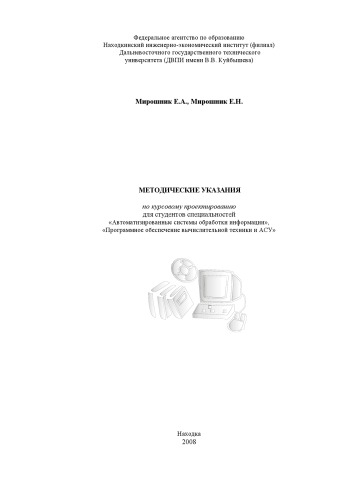 Федеральное агентство по образованию
Находкинский инженерно-экономический институт (филиал)
Дальневосточного государственного технического
университета (ДВПИ имени В.В. Куйбышева)
Мирошник Е.А., Мирошник Е.Н.
МЕТОДИЧЕСКИЕ УКАЗАНИЯ
по курсовому проектированию
для студентов специальностей
«Автоматизированные системы обработки информации»,
«Программное обеспечение вычислительной техники и АСУ»
Находка
2008